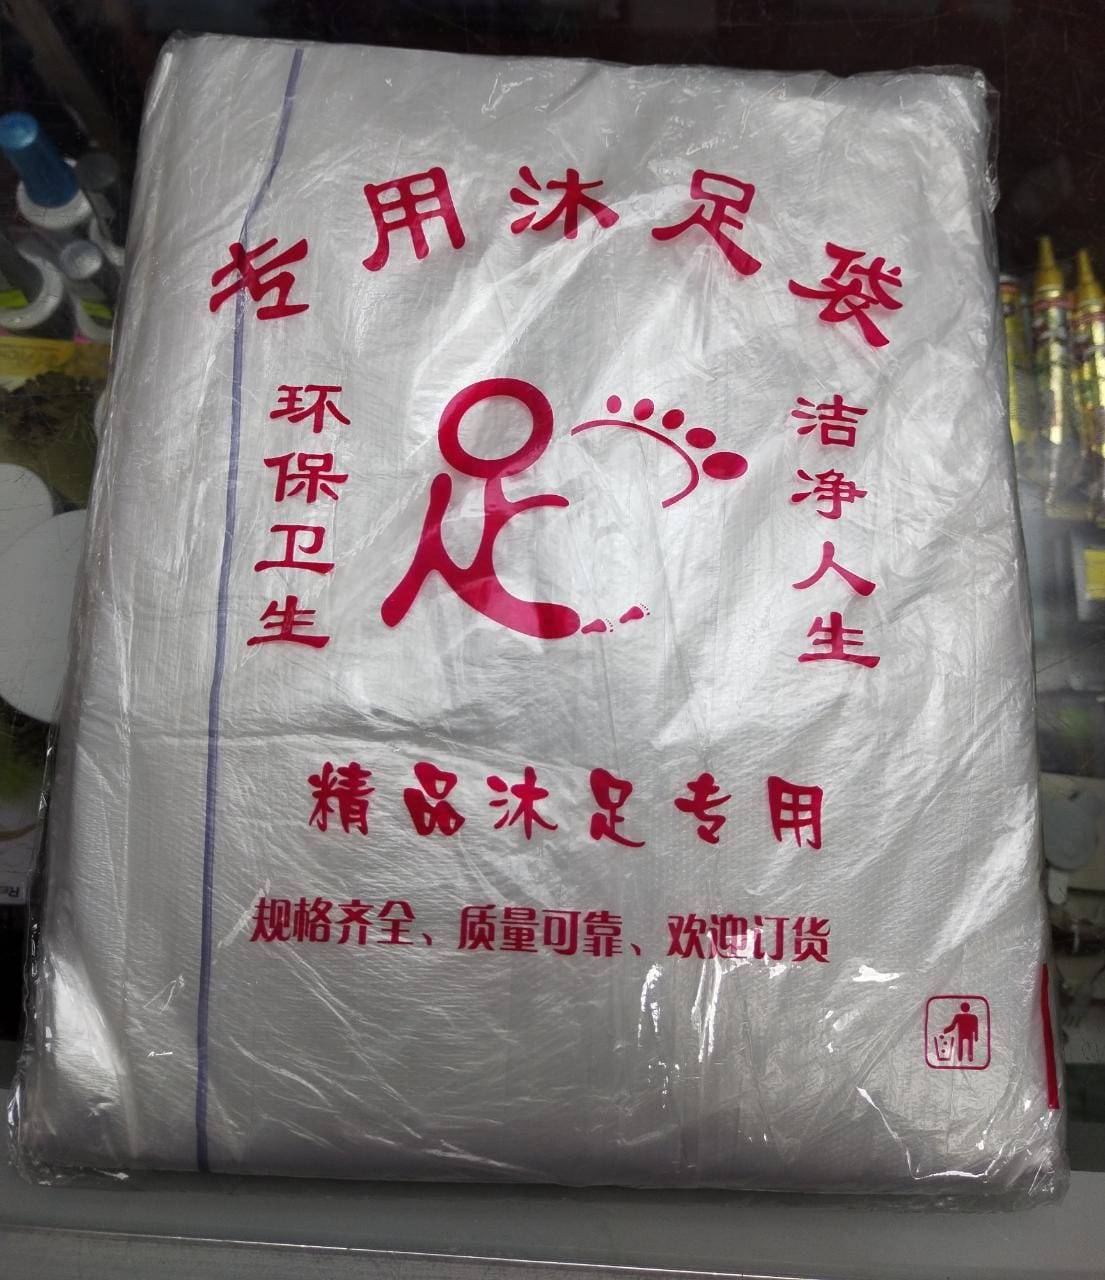 专用沐足袋
环保卫生
足
洁净人生
精品沐足专用
规格齐全、质量可靠、欢迎订货